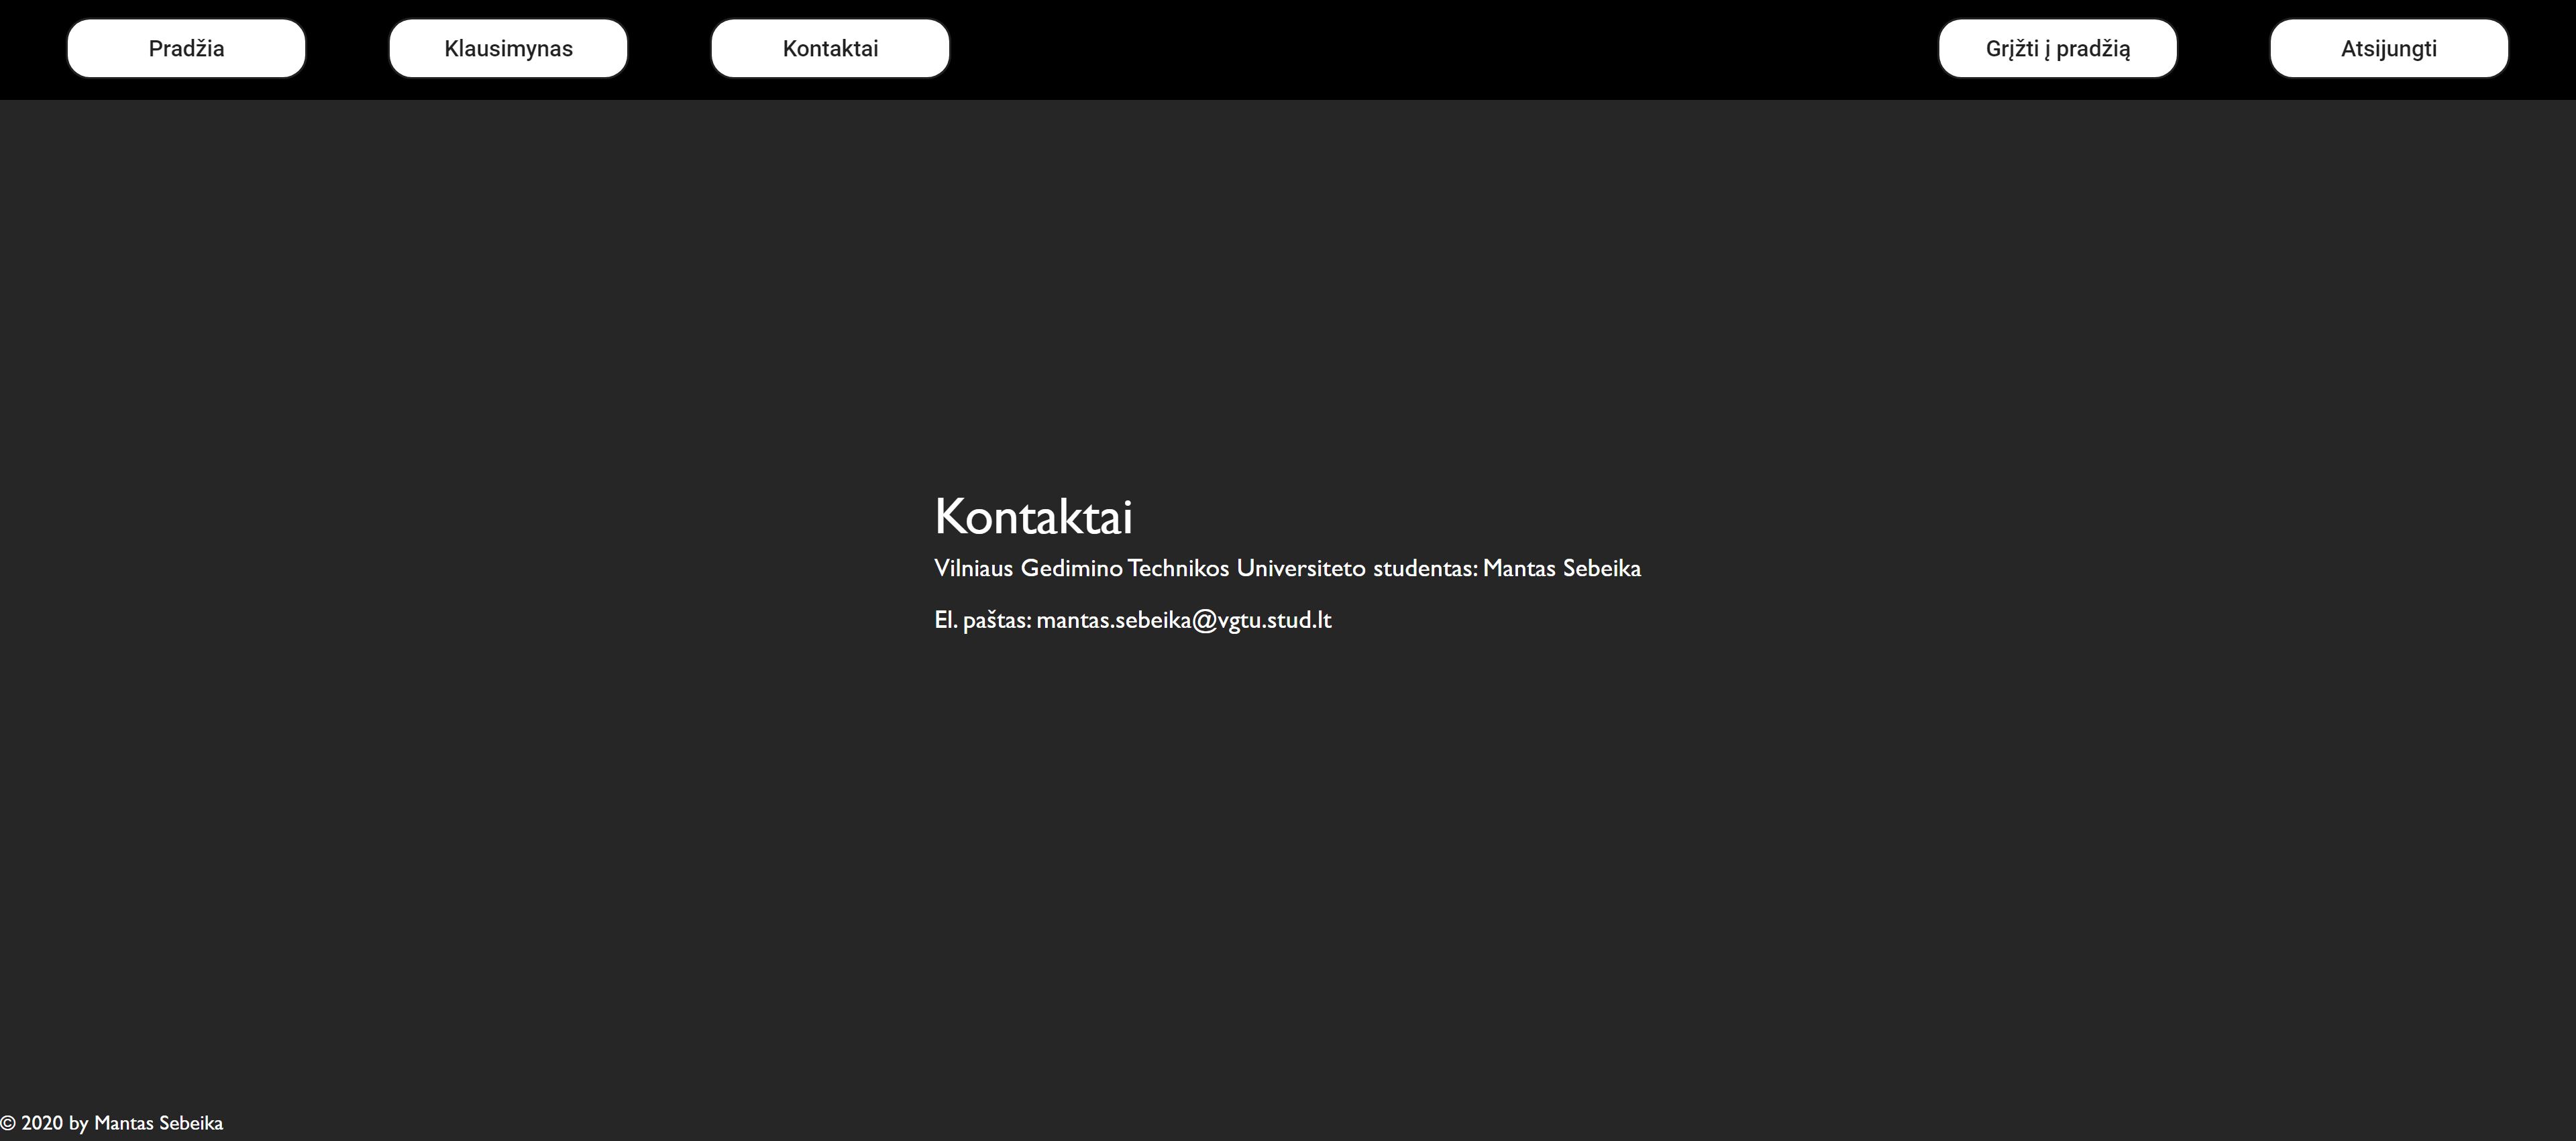 Pradžia
Klausimynas
Kontaktai
Grįžti į pradžią
Atsijungti
Kontaktai
Vilniaus Gedimino Technikos Universiteto studentas: Mantas Sebeika
El. paštas: mantas.sebeika@vgtu.stud.lt
© 2020 by Mantas Sebeika